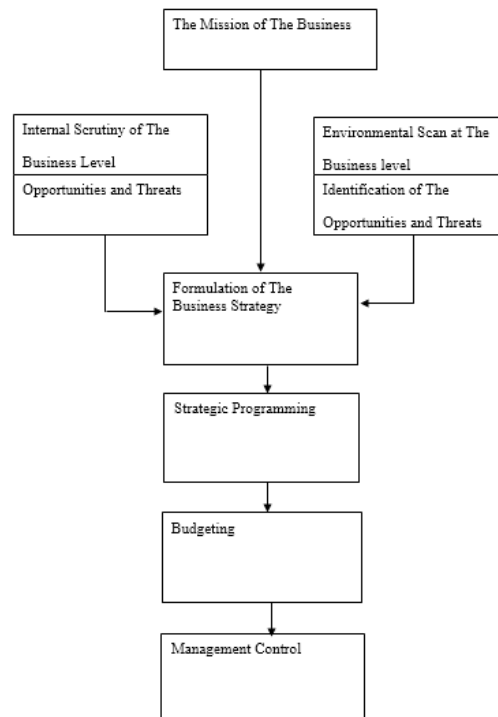 The Mission of The Business
Internal Scrutiny of The
Business Level
Opportunities and Threats
Environmental Scan at The
Business level
Identification of The
Opportunities and Threats
Formulation of The
Business Strategy
Strategic Programming
Budgeting
Management Control